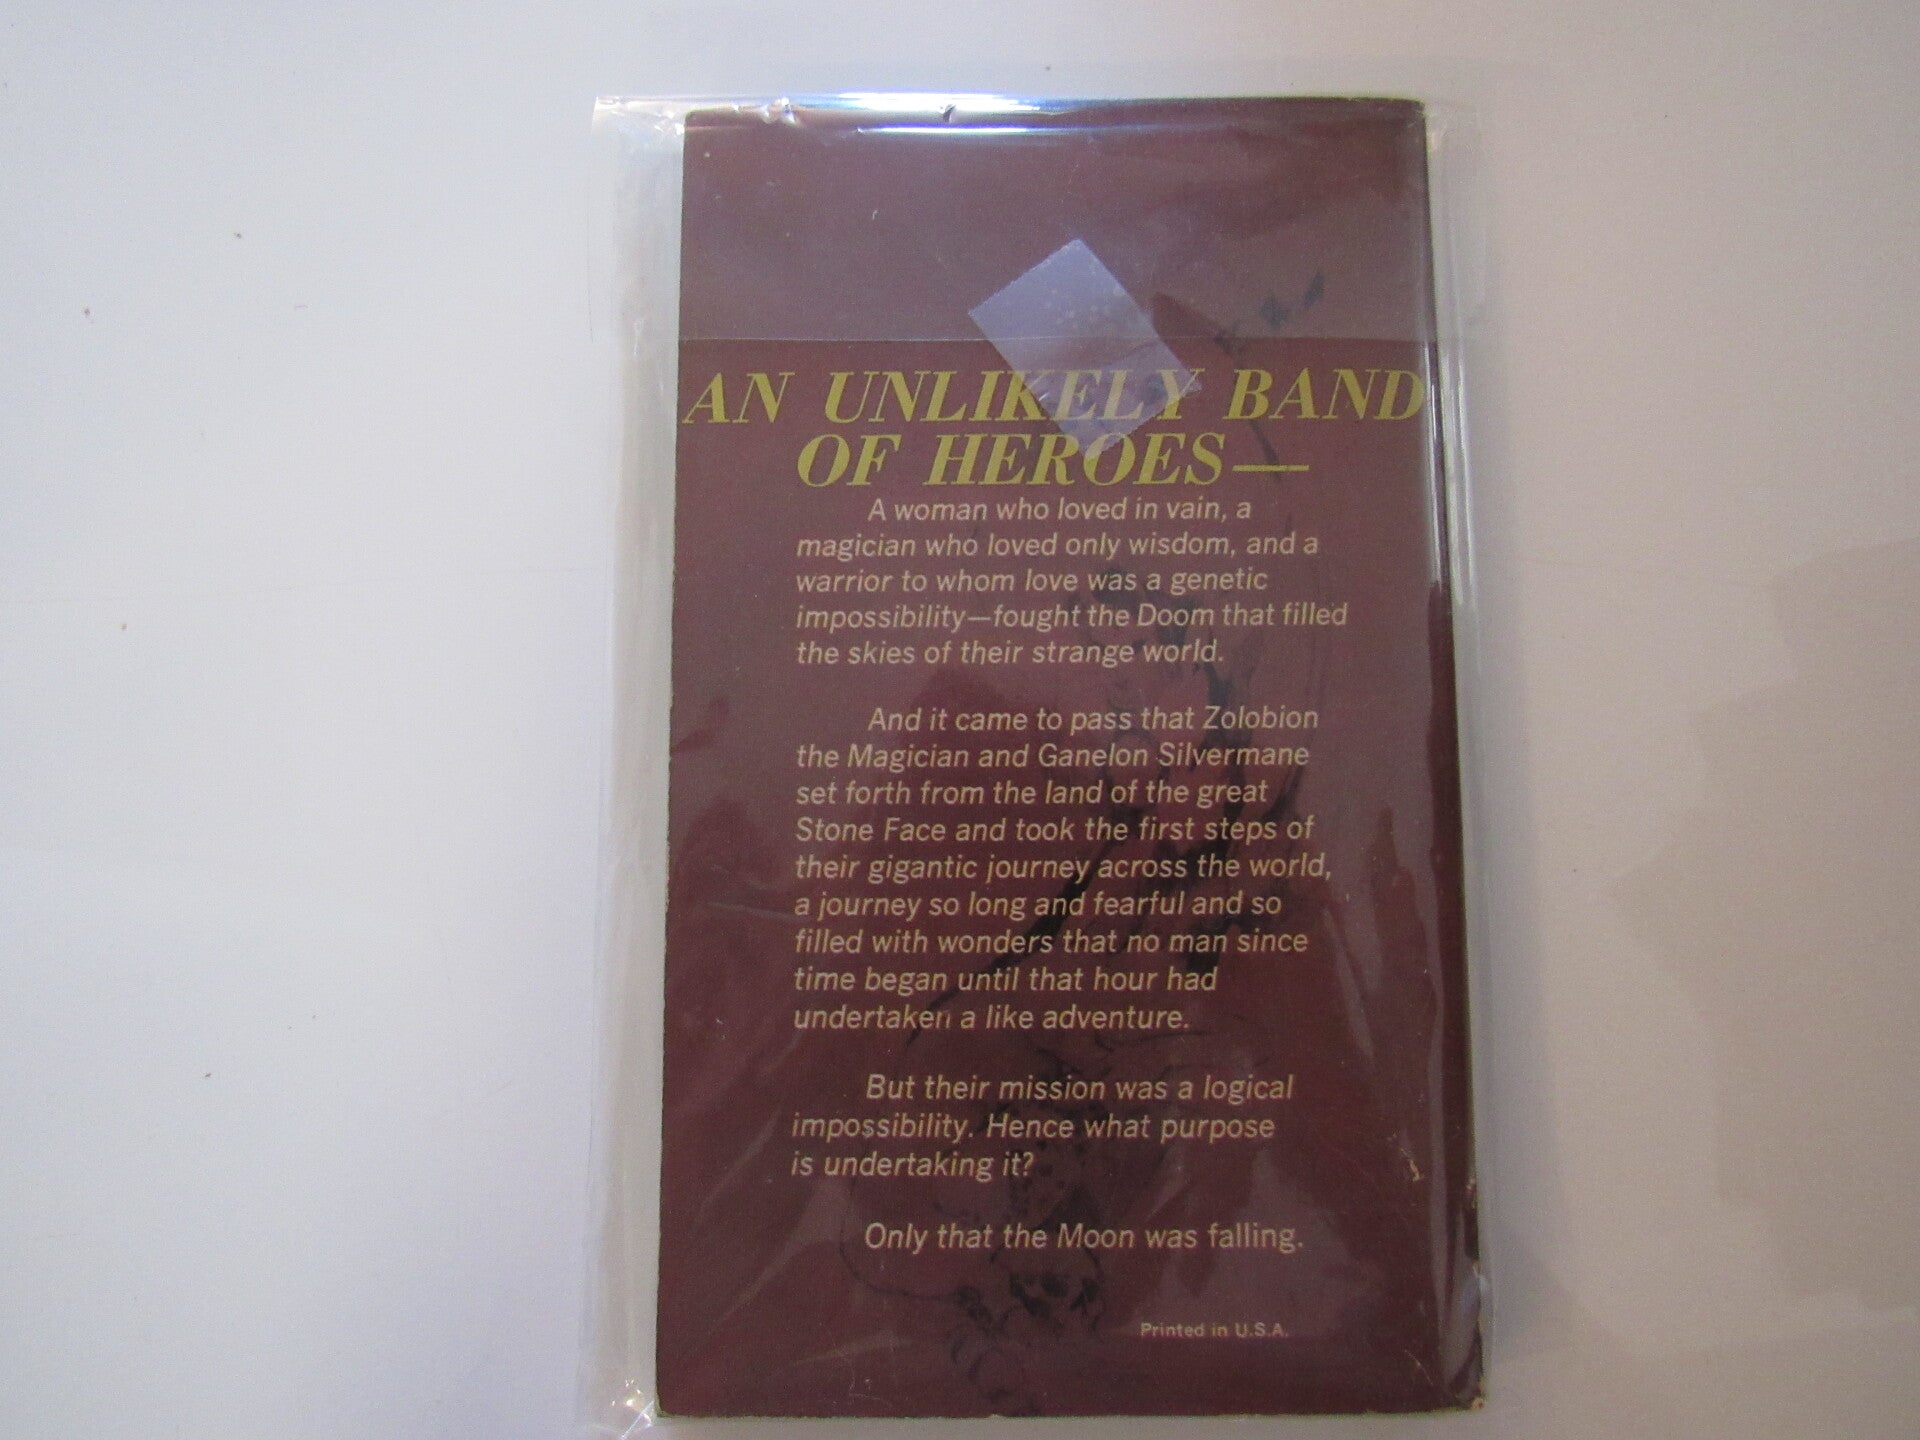 AN UNLIKELY BAND
OF HEROES—
A woman who loved in vain, a
magician who loved only wisdom, and a
warrior to whom love was a genetic
impossibility—fought the Doom that filled
the skies of their strange world.
And it came to pass that Zolobion
the Magician and Ganelon Silvermane
set forth from the land of the great
Stone Face and took the first steps of
their gigantic journey across the world,
a journey so long and fearful and so
filled with wonders that no man since
time began until that hour had
undertaken a like adventure.
But their mission was a logical
impossibility. Hence what purpose
is undertaking it?
Only that the Moon was falling.
Printed in U.S.A.